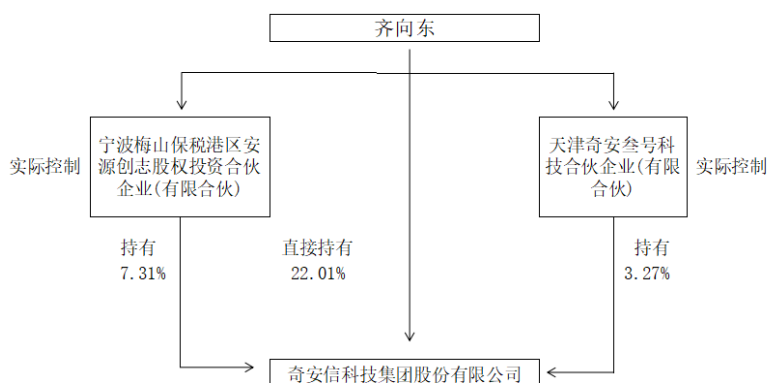 齐向东
实际控制
宁波梅山保税港区安
源创志股权投资合伙
企业(有限合伙)
天津奇安叁号科
技合伙企业(有限
合伙)
实际控制
持有
7.31%
直接持有
22.01%
持有
3.27%
奇安信科技集团股份有限公司